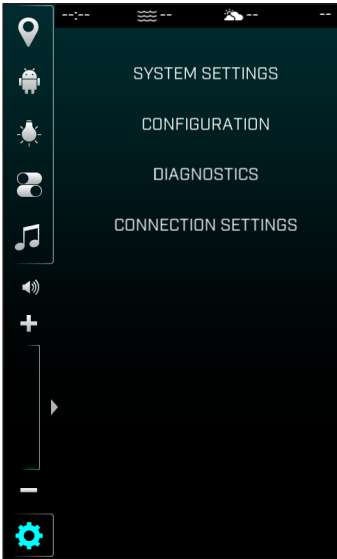 --:-- -- -- --
SYSTEM SETTINGS
CONFIGURATION
DIAGNOSTICS
CONNECTION SETTINGS